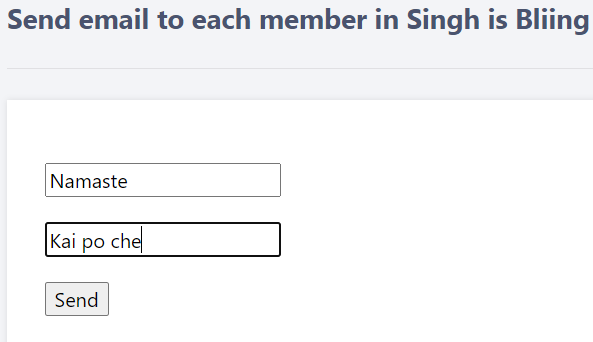 Send email to each member in Singh is Bliing
Namaste
Kai po che
Send